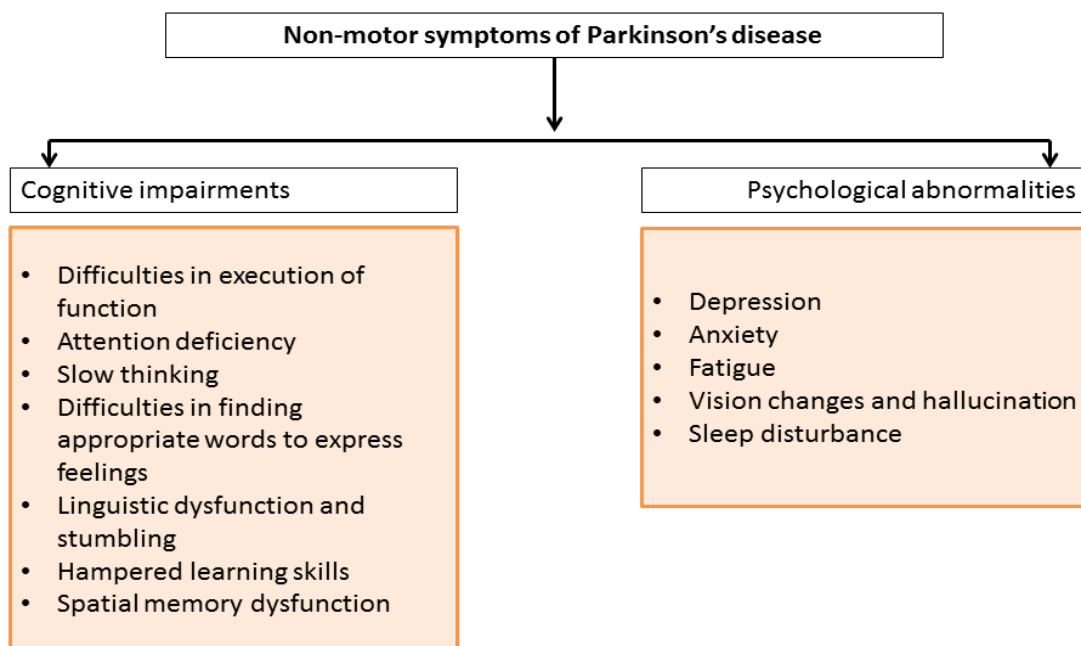 Non-motor symptoms of Parkinson’s disease
Cognitive impairments
• Difficulties in execution of
function
• Attention deficiency
• Slow thinking
• Difficulties in finding
appropriate words to express
feelings
• Linguistic dysfunction and
stumbling
• Hampered learning skills
• Spatial memory dysfunction
Psychological abnormalities
• Depression
• Anxiety
• Fatigue
• Vision changes and hallucination
• Sleep disturbance